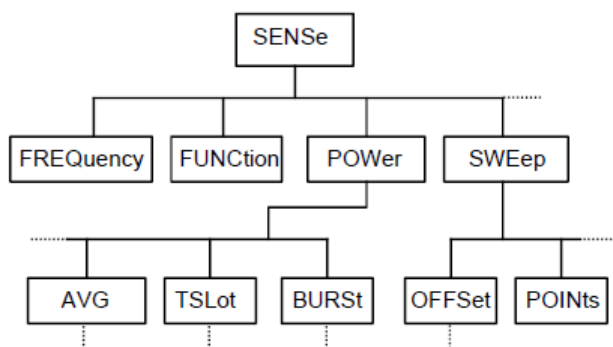 SENSe
FREQuency FUNCtion POWer SWEep
AVG TSLot BURSt OFFSet POINts